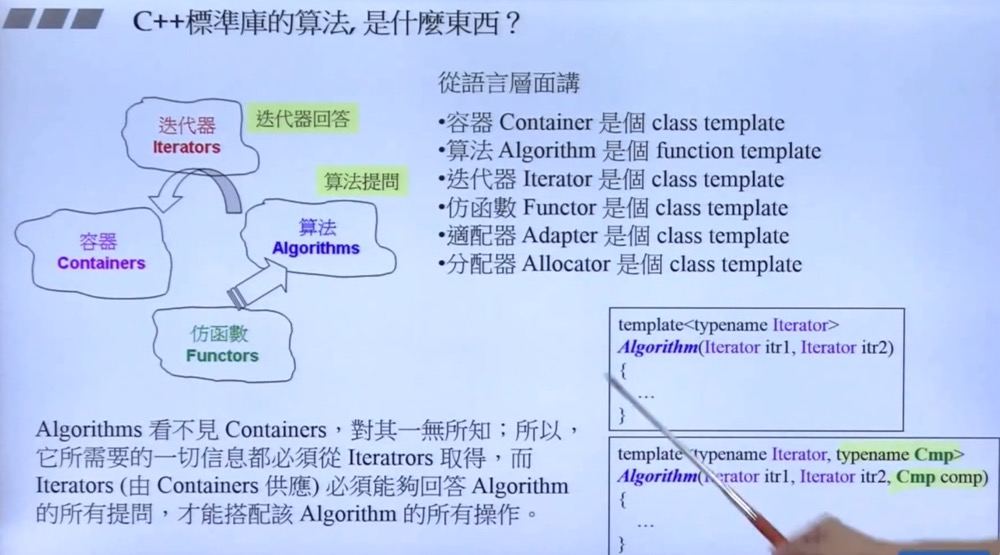 C++標準庫的算法, 是什麼東西？
迭代器
Iterators
迭代器回答
算法提問
容器
Containers
算法
Algorithms
仿函數
Functors
從語言層面講
•容器 Container 是個 class template
•算法 Algorithm 是個 function template
•迭代器 Iterator 是個 class template
•仿函數 Functor 是個 class template
•適配器 Adapter 是個 class template
•分配器 Allocator 是個 class template
Algorithms 看不見 Containers，對其一無所知；所以，
它所需要的一切信息都必須從 Iteratrors 取得，而
Iterators (由 Containers 供應) 必須能夠回答 Algorithm
的所有提問，才能搭配該 Algorithm 的所有操作。
template<typename Iterator>
Algorithm(Iterator itr1, Iterator itr2)
{
…
}
template<typename Iterator, typename Cmp>
Algorithm(Iterator itr1, Iterator itr2, Cmp comp)
{
…
}